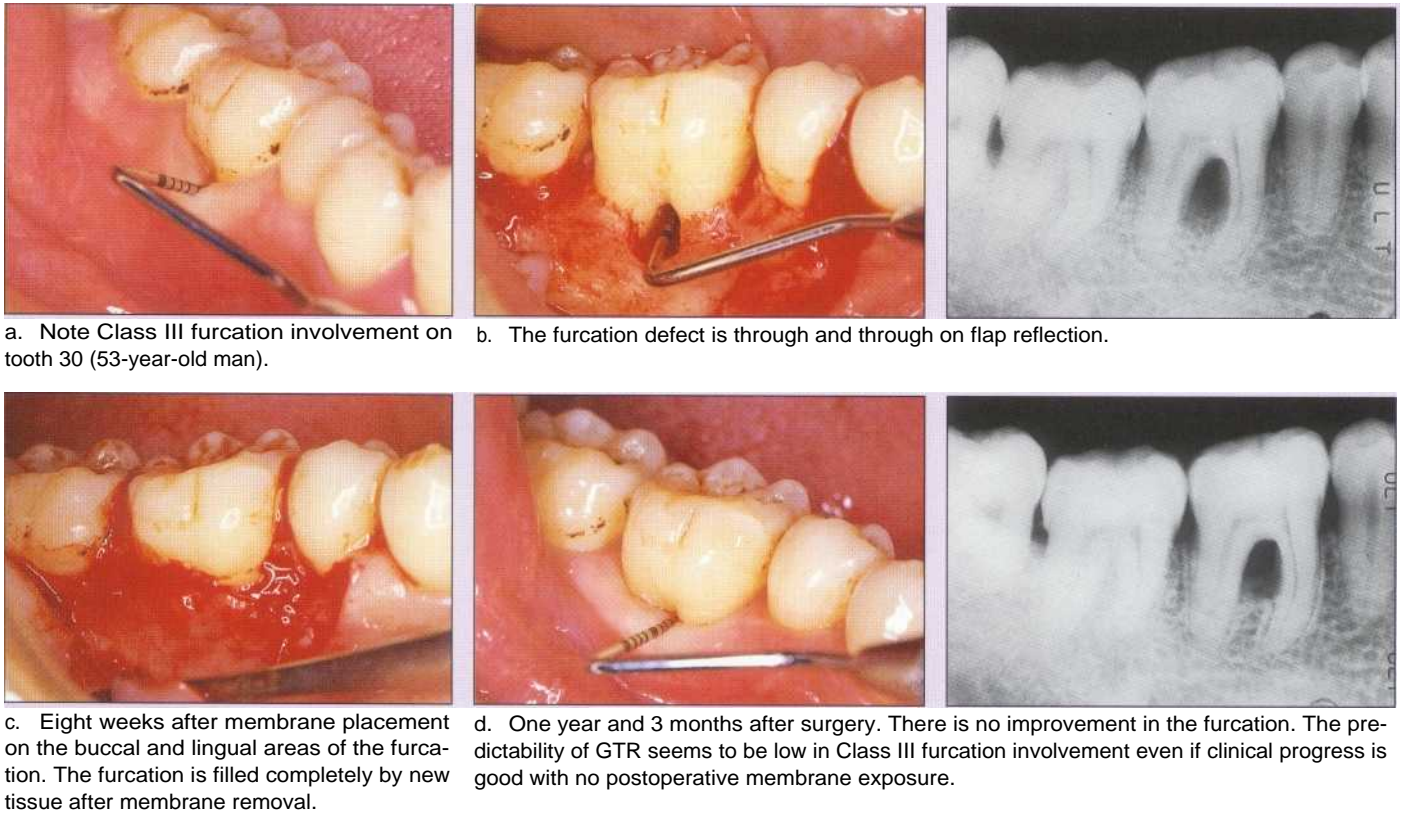 U L T
a. Note Class III furcation involvement on
tooth 30 (53-year-old man).
b. The furcation defect is through and through on flap reflection.
ULT
ULT
c. Eight weeks after membrane placement
on the buccal and lingual areas of the furca-
tion. The furcation is filled completely by new
tissue after membrane removal.
d. One year and 3 months after surgery. There is no improvement in the furcation. The pre-
dictability of GTR seems to be low in Class III furcation involvement even if clinical progress is
good with no postoperative membrane exposure.